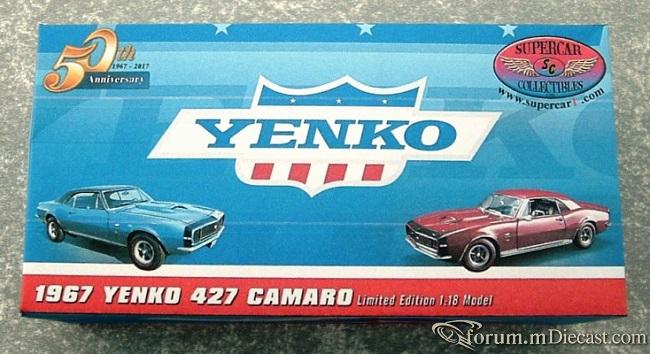 50th
1967 - 2017
Anniversary
SUPERCAR
SC
COLLECTIBLES
www.supercar1.com
YENKO
1967 YENKO 427 CAMARO Limited Edition 1:18 Model
forum.mDiecast.com